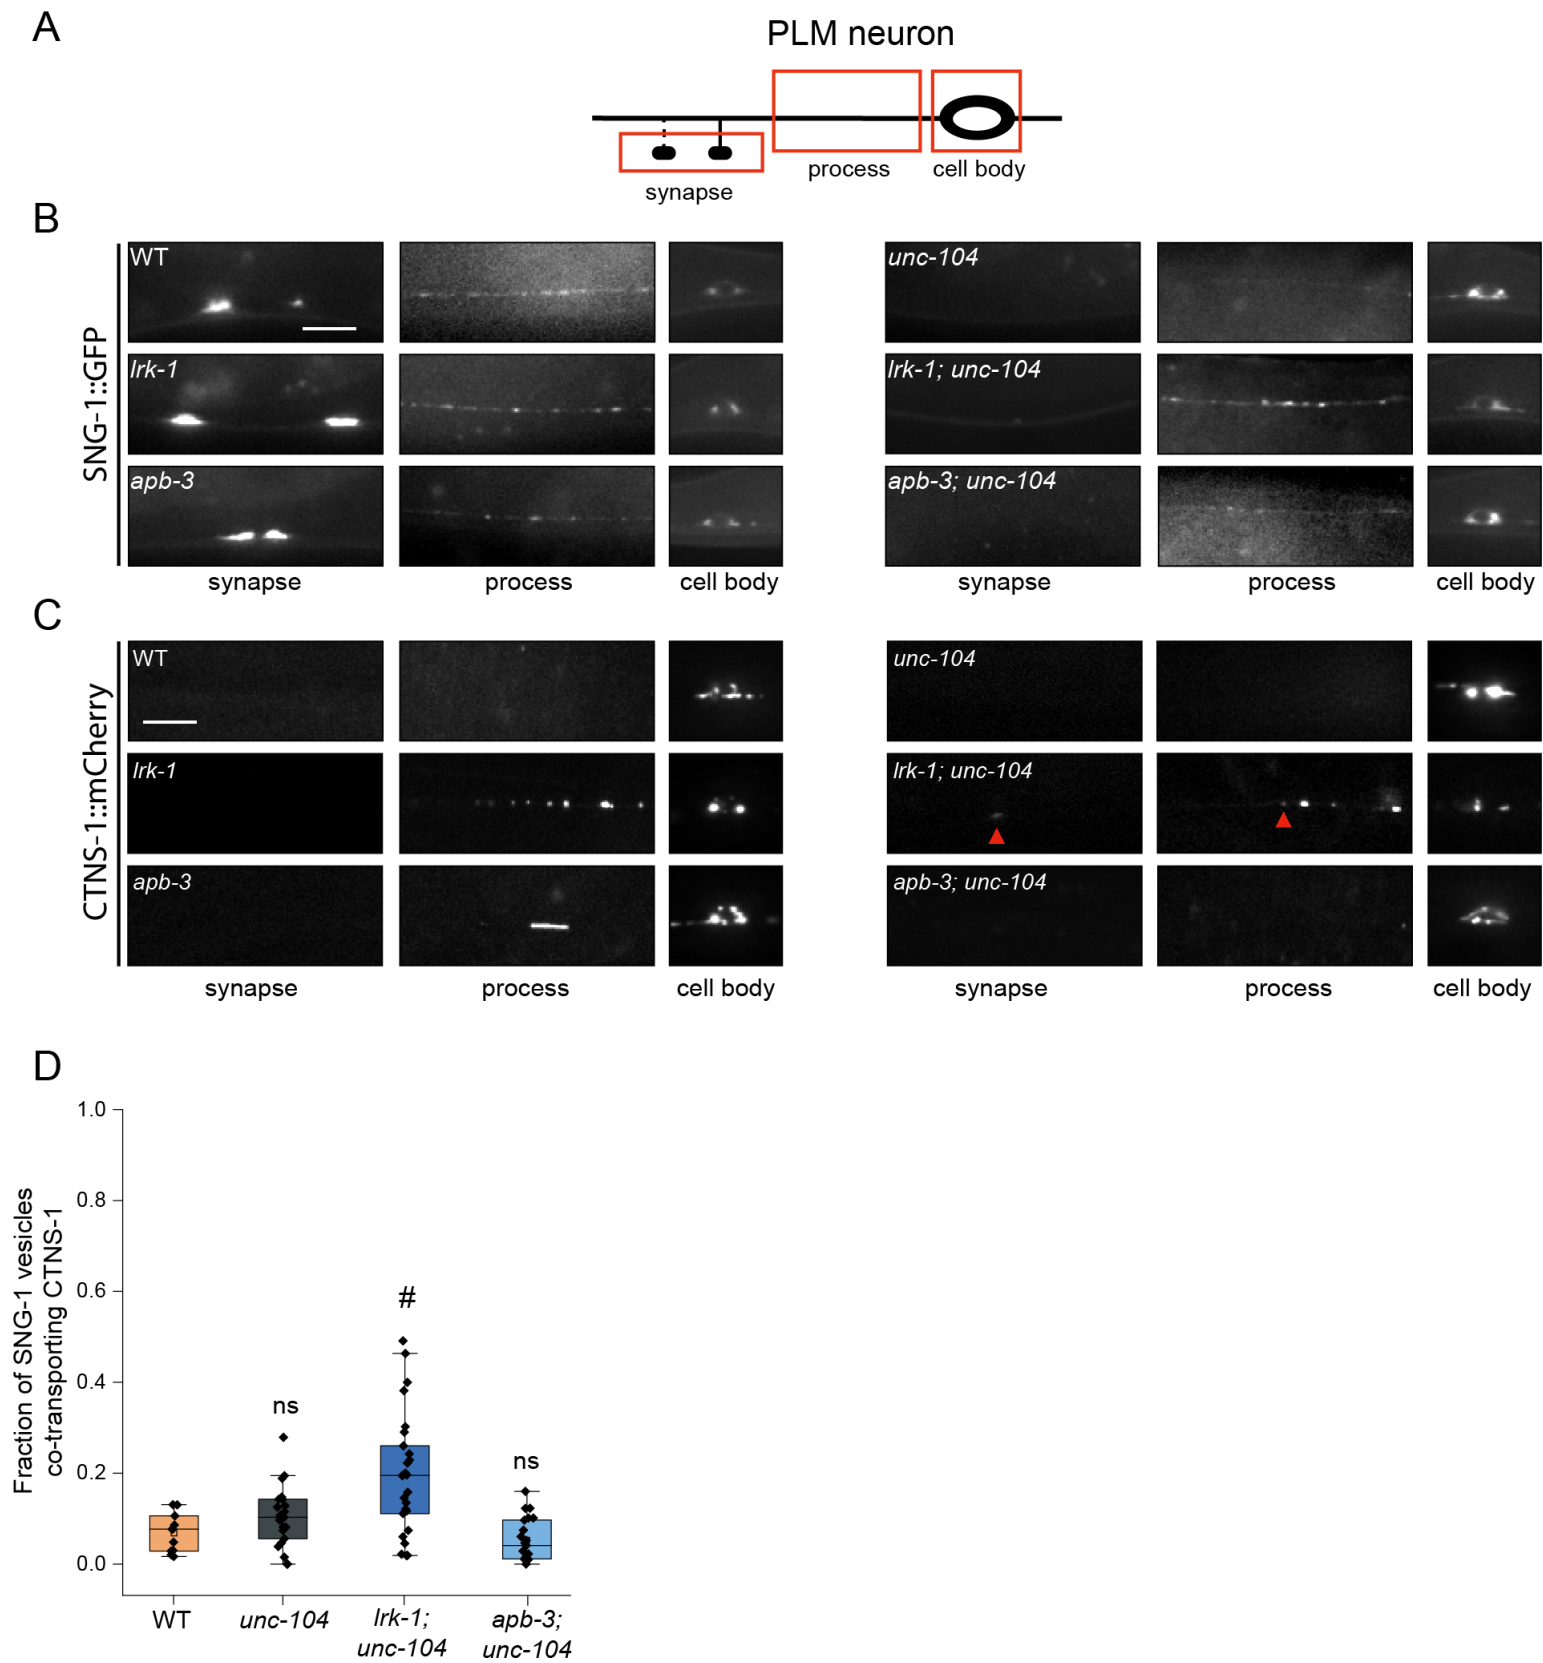 A
PLM neuron
synapse
process
cell body
B
SNG-1::GFP
WT
unc-104
lrk-1
lrk-1; unc-104
apb-3
apb-3; unc-104
synapse
process
cell body
synapse
process
cell body
C
CTNS-1::mCherry
WT
unc-104
lrk-1
lrk-1; unc-104
apb-3
apb-3; unc-104
synapse
process
cell body
synapse
process
cell body
D
Fraction of SNG-1 vesicles
co-transporting CTNS-1
1.0
0.8
0.6
0.4
0.2
0.0
ns
#
ns
WT
unc-104
lrk-1;
unc-104
apb-3;
unc-104